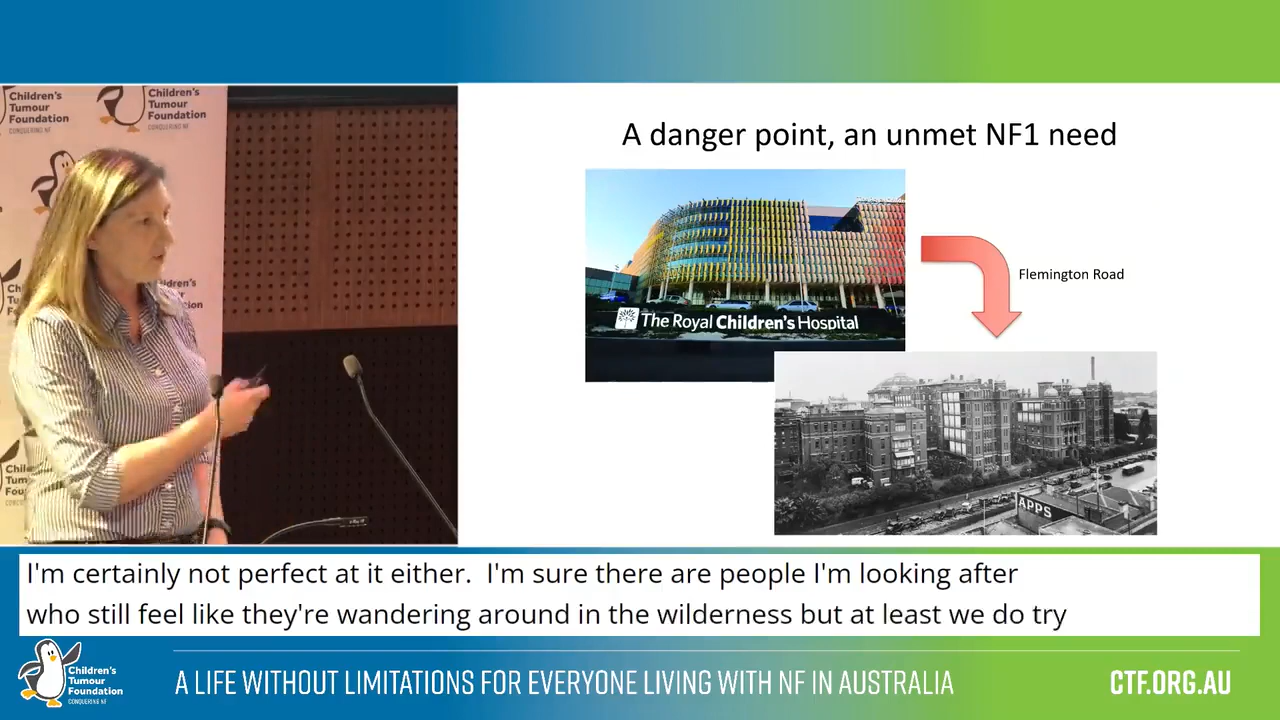 Children's
Tumour
Foundation
CONQUERING NF
Children's
Tumour
Foundation
CONQUERING NF
A danger point, an unmet NF1 need
The Royal Children's Hospital
Flemington Road
APPS
I'm certainly not perfect at it either.  I'm sure there are people I'm looking after
who still feel like they're wandering around in the wilderness but at least we do try
Children's
Tumour
Foundation
CONQUERING NF
A LIFE WITHOUT LIMITATIONS FOR EVERYONE LIVING WITH NF IN AUSTRALIA
CTF.ORG.AU